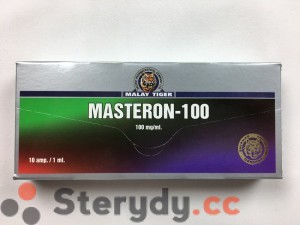 MALAY TIGER
MASTERON-100
100 mg/ml.
10 amp. / 1 ml.
Sterydy.cc